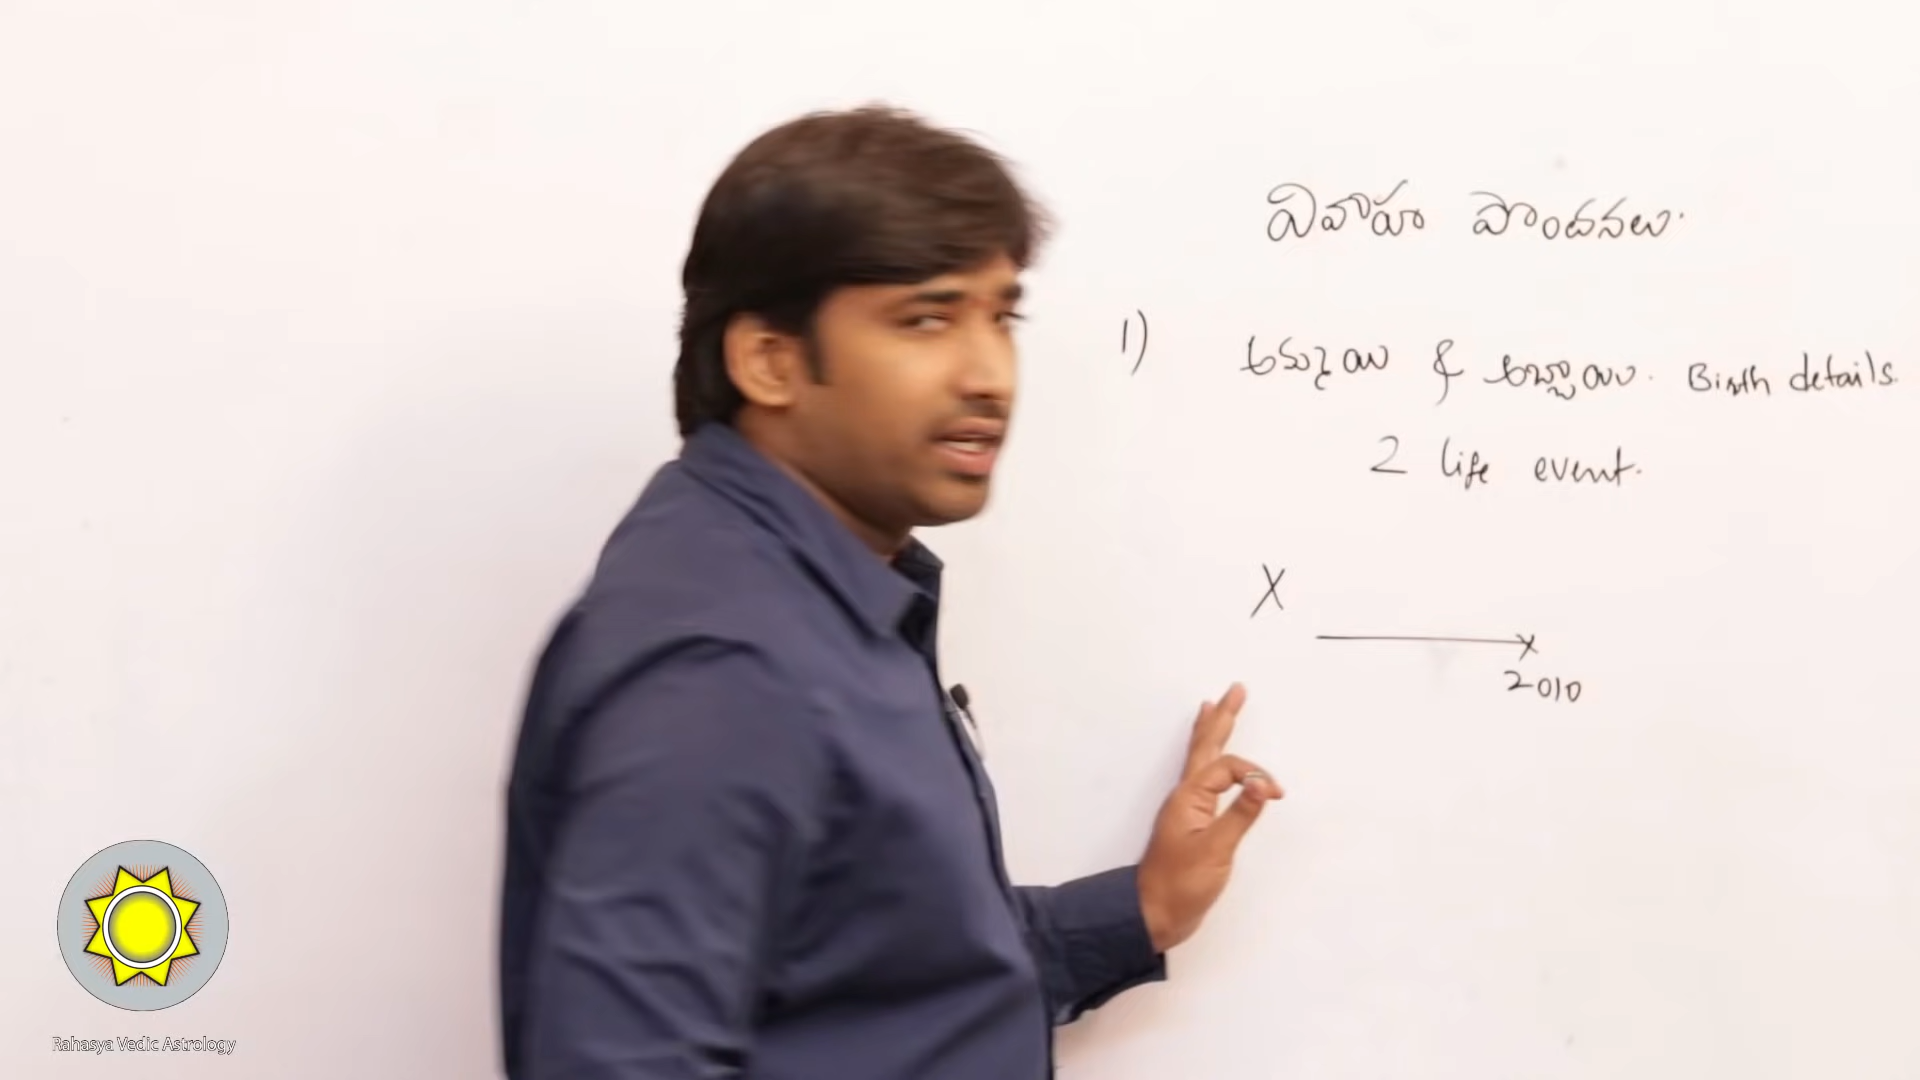 వివాహ పొంతనలు.
1) అమ్మాయి & అబ్బాయి. Birth details.
2 life event.
X
x
2010
Rahasya Vedic Astrology